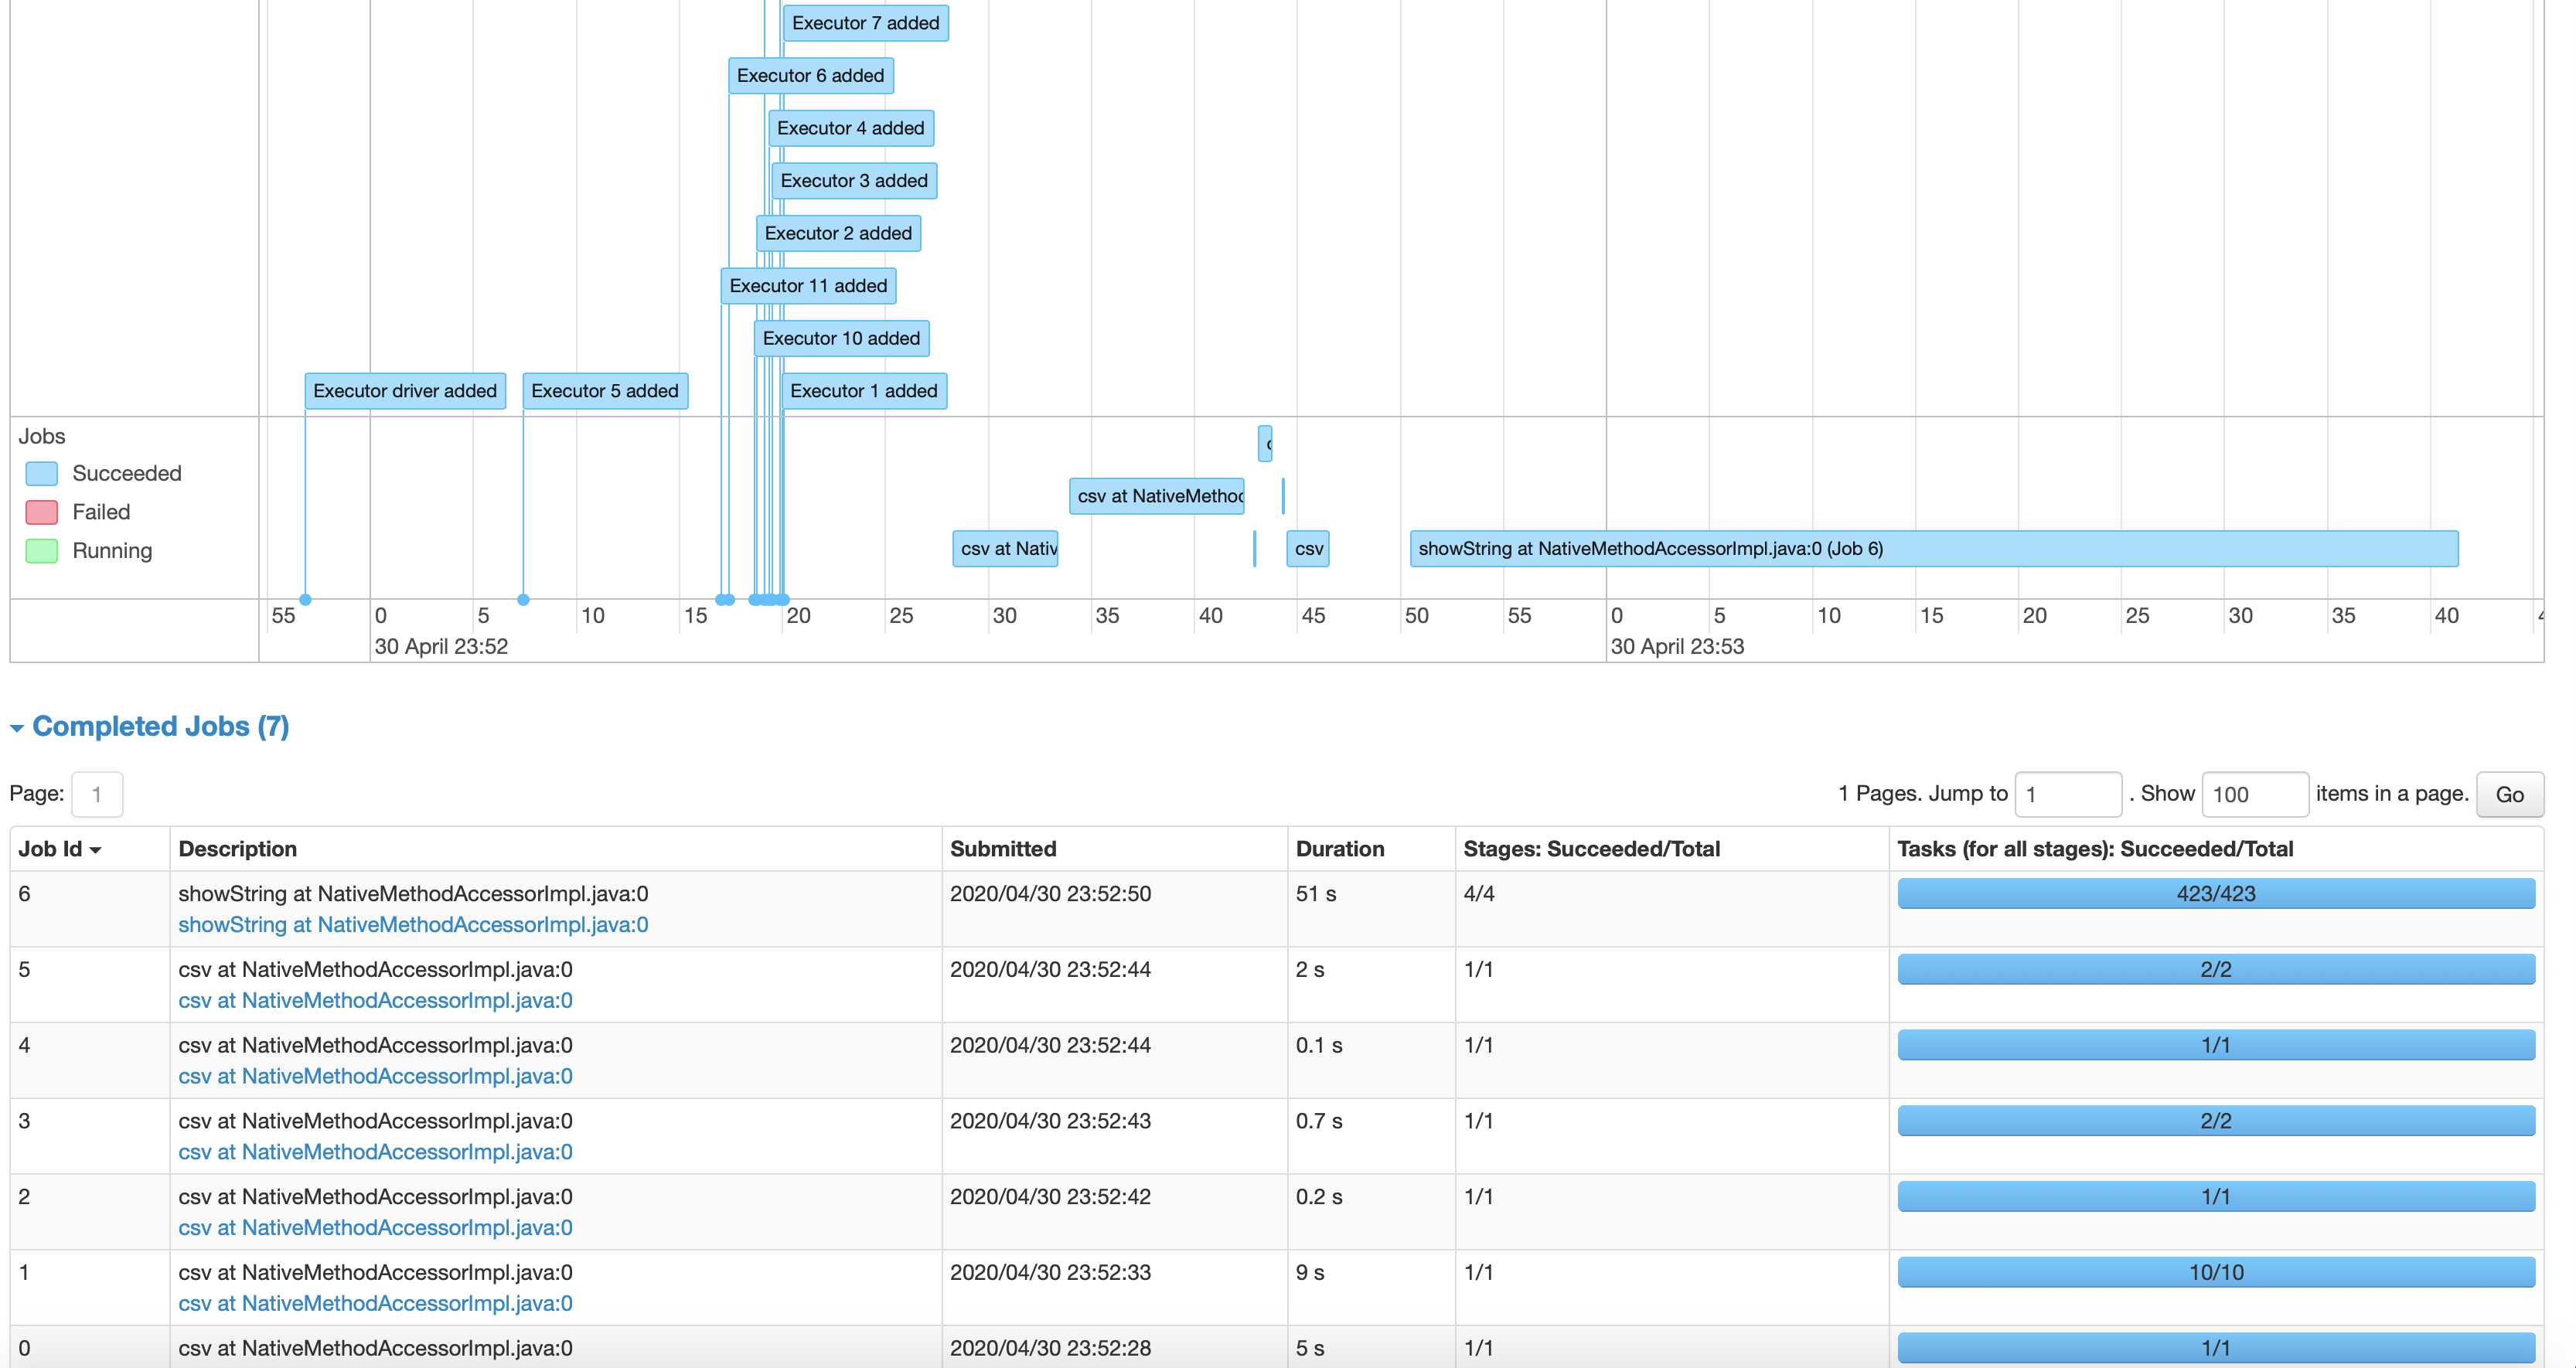 Executor 7 added
Executor 6 added
Executor 4 added
Executor 3 added
Executor 2 added
Executor 11 added
Executor 10 added
Executor driver added Executor 5 added Executor 1 added
Jobs
Succeeded
Failed
Running
csv at NativeMethod
csv at Nativ csv showString at NativeMethodAccessorImpl.java:0 (Job 6)
55 0 5 10 15 20 25 30 35 40 45 50 55 0 5 10 15 20 25 30 35 40
30 April 23:52 30 April 23:53
Completed Jobs (7)
Page: 1 1 Pages. Jump to 1 . Show 100 items in a page. Go
Job Id Description Submitted Duration Stages: Succeeded/Total Tasks (for all stages): Succeeded/Total
6 showString at NativeMethodAccessorImpl.java:0 2020/04/30 23:52:50 51 s 4/4 423/423
showString at NativeMethodAccessorImpl.java:0
5 csv at NativeMethodAccessorImpl.java:0 2020/04/30 23:52:44 2 s 1/1 2/2
csv at NativeMethodAccessorImpl.java:0
4 csv at NativeMethodAccessorImpl.java:0 2020/04/30 23:52:44 0.1 s 1/1 1/1
csv at NativeMethodAccessorImpl.java:0
3 csv at NativeMethodAccessorImpl.java:0 2020/04/30 23:52:43 0.7 s 1/1 2/2
csv at NativeMethodAccessorImpl.java:0
2 csv at NativeMethodAccessorImpl.java:0 2020/04/30 23:52:42 0.2 s 1/1 1/1
csv at NativeMethodAccessorImpl.java:0
1 csv at NativeMethodAccessorImpl.java:0 2020/04/30 23:52:33 9 s 1/1 10/10
csv at NativeMethodAccessorImpl.java:0
0 csv at NativeMethodAccessorImpl.java:0 2020/04/30 23:52:28 5 s 1/1 1/1